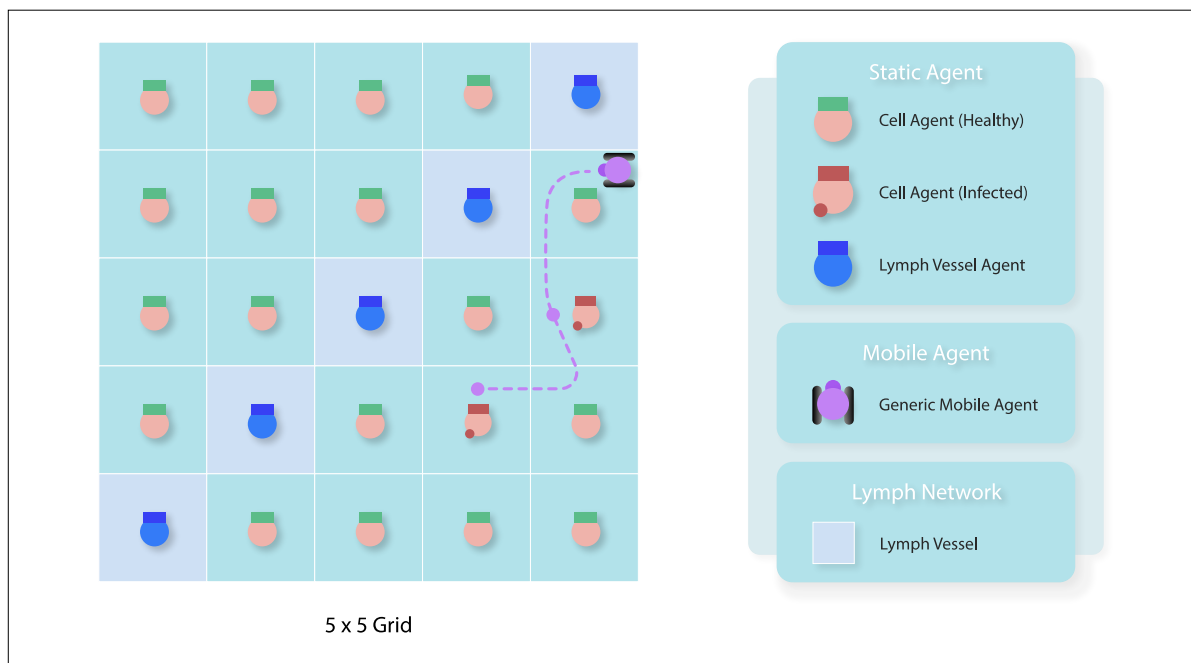 Static Agent
Cell Agent (Healthy)
Cell Agent (Infected)
Lymph Vessel Agent
Mobile Agent
Generic Mobile Agent
Lymph Network
Lymph Vessel
5 x 5 Grid